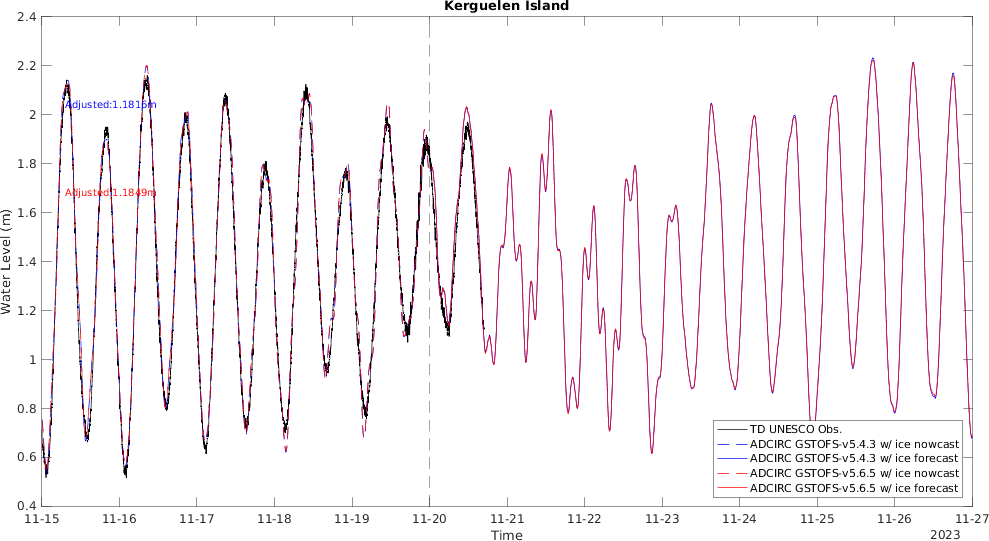 Kerguelen Island
2.4
2.2
2
1.8
1.6
1.4
1.2
1
0.8
0.6
0.4
Water Level (m)
Adjusted:1.1816m
Adjusted:1.1849m
TD UNESCO Obs.
ADCIRC GSTOFS-v5.4.3 w/ ice nowcast
ADCIRC GSTOFS-v5.4.3 w/ ice forecast
ADCIRC GSTOFS-v5.6.5 w/ ice nowcast
ADCIRC GSTOFS-v5.6.5 w/ ice forecast
11-15 11-16 11-17 11-18 11-19 11-20 11-21 11-22 11-23 11-24 11-25 11-26 11-27
Time
2023